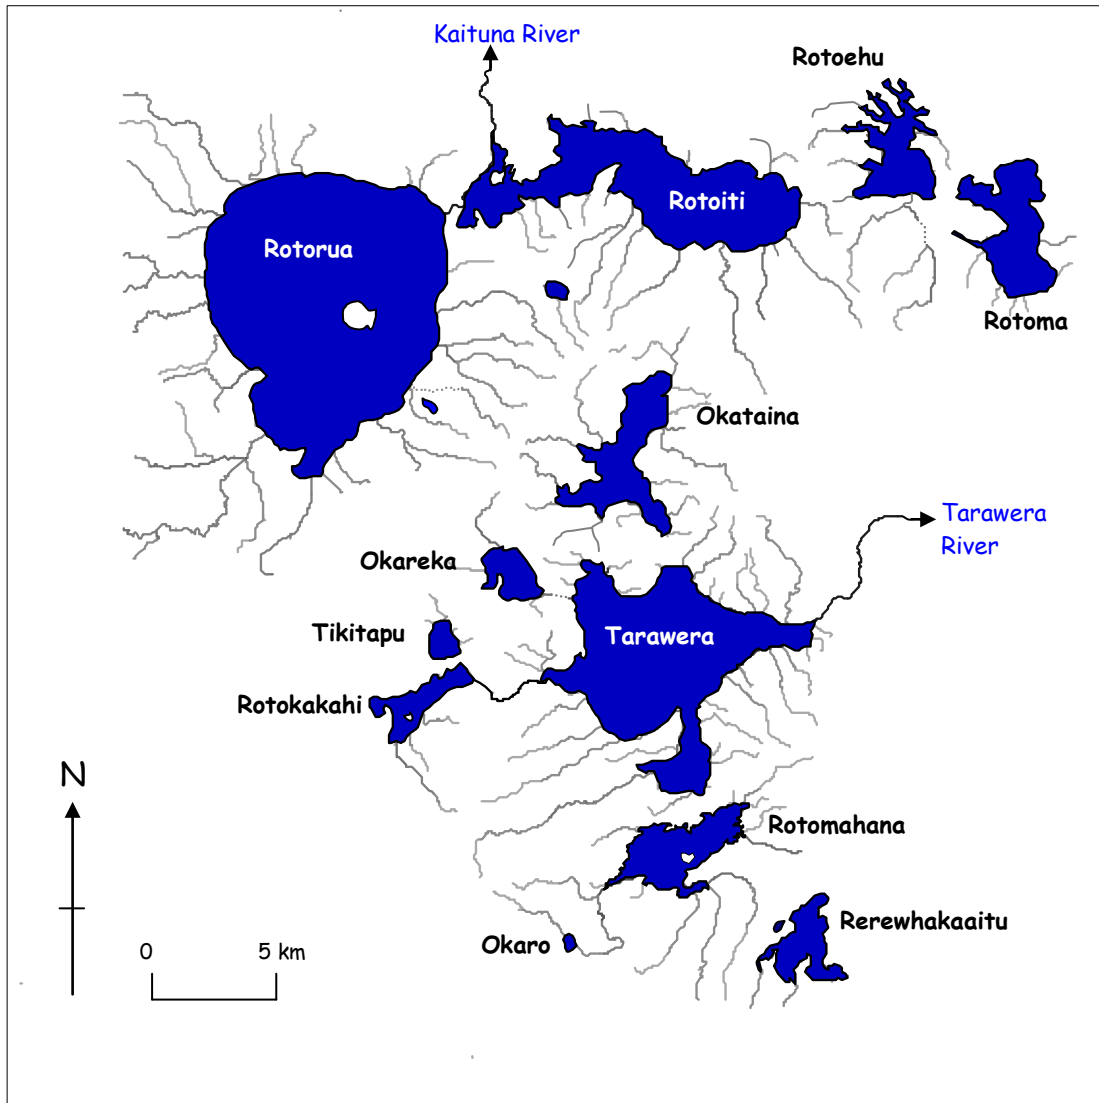 Kaituna River
Rotoehu
Rotoiti
Rotorua
Rotoma
Okataina
Tarawera
River
Okareka
Tikitapu
Tarawera
Rotokakahi
N
Rotomahana
Rerewhakaaitu
Okaro
0 5 km